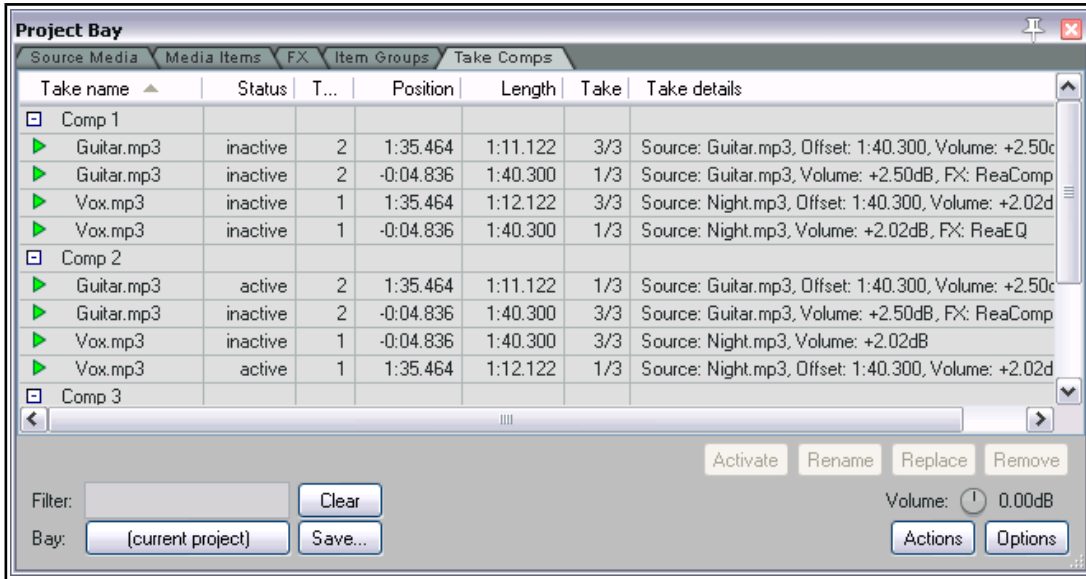 Project Bay
Source Media Media Items FX Item Groups Take Comps
Take name Status T... Position Length Take Take details
Comp 1
Guitar.mp3 inactive 2 1:35.464 1:11.122 3/3 Source: Guitar.mp3, Offset: 1:40.300, Volume: +2.50d
Guitar.mp3 inactive 2 -0:04.836 1:40.300 1/3 Source: Guitar.mp3, Volume: +2.50dB, FX: ReaComp
Vox.mp3 inactive 1 1:35.464 1:12.122 3/3 Source: Night.mp3, Offset: 1:40.300, Volume: +2.02d
Vox.mp3 inactive 1 -0:04.836 1:40.300 1/3 Source: Night.mp3, Volume: +2.02dB, FX: ReaEQ
Comp 2
Guitar.mp3 active 2 1:35.464 1:11.122 1/3 Source: Guitar.mp3, Offset: 1:40.300, Volume: +2.50d
Guitar.mp3 inactive 2 -0:04.836 1:40.300 3/3 Source: Guitar.mp3, Volume: +2.50dB, FX: ReaComp
Vox.mp3 inactive 1 -0:04.836 1:40.300 3/3 Source: Night.mp3, Volume: +2.02dB
Vox.mp3 active 1 1:35.464 1:12.122 1/3 Source: Night.mp3, Offset: 1:40.300, Volume: +2.02d
Comp 3
Activate Rename Replace Remove
Filter: Clear Volume: 0.00dB
Bay: (current project) Save... Actions Options